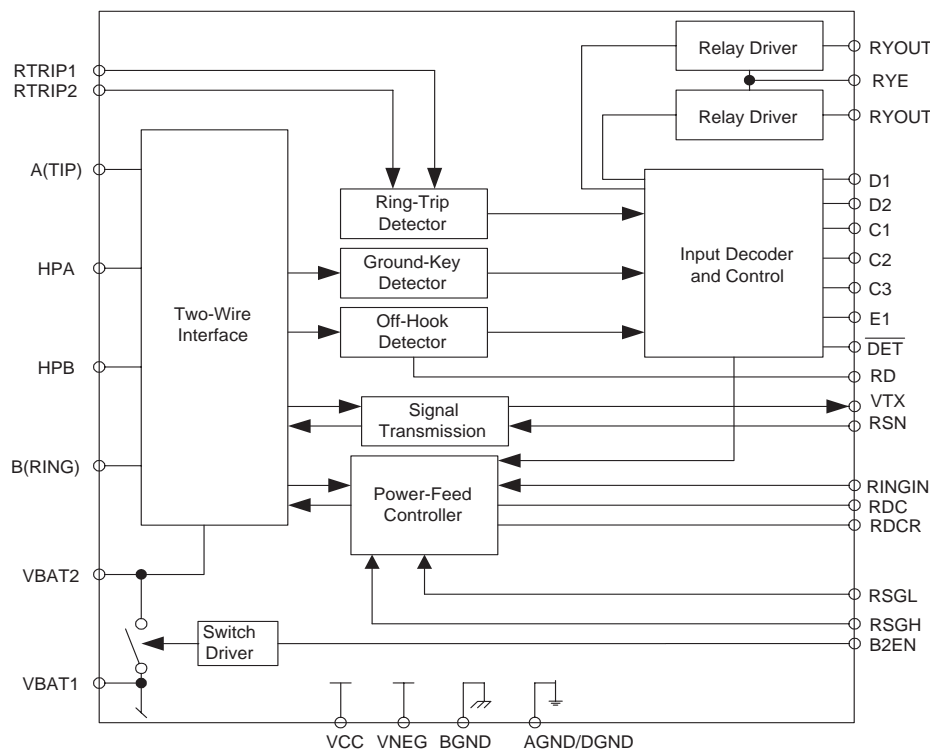 Relay Driver
RYOUT
RTRIP1
RYE
RTRIP2
Relay Driver
RYOUT
A(TIP)
D1
Ring-Trip
Detector
D2
C1
Input Decoder
and Control
HPA
Ground-Key
Detector
C2
C3
Two-Wire
Interface
Off-Hook
Detector
E1
DET
HPB
RD
Signal
Transmission
VTX
RSN
B(RING)
Power-Feed
Controller
RINGIN
RDC
RDCR
VBAT2
RSGL
RSGH
Switch
Driver
B2EN
VBAT1
VCC
VNEG
BGND
AGND/DGND